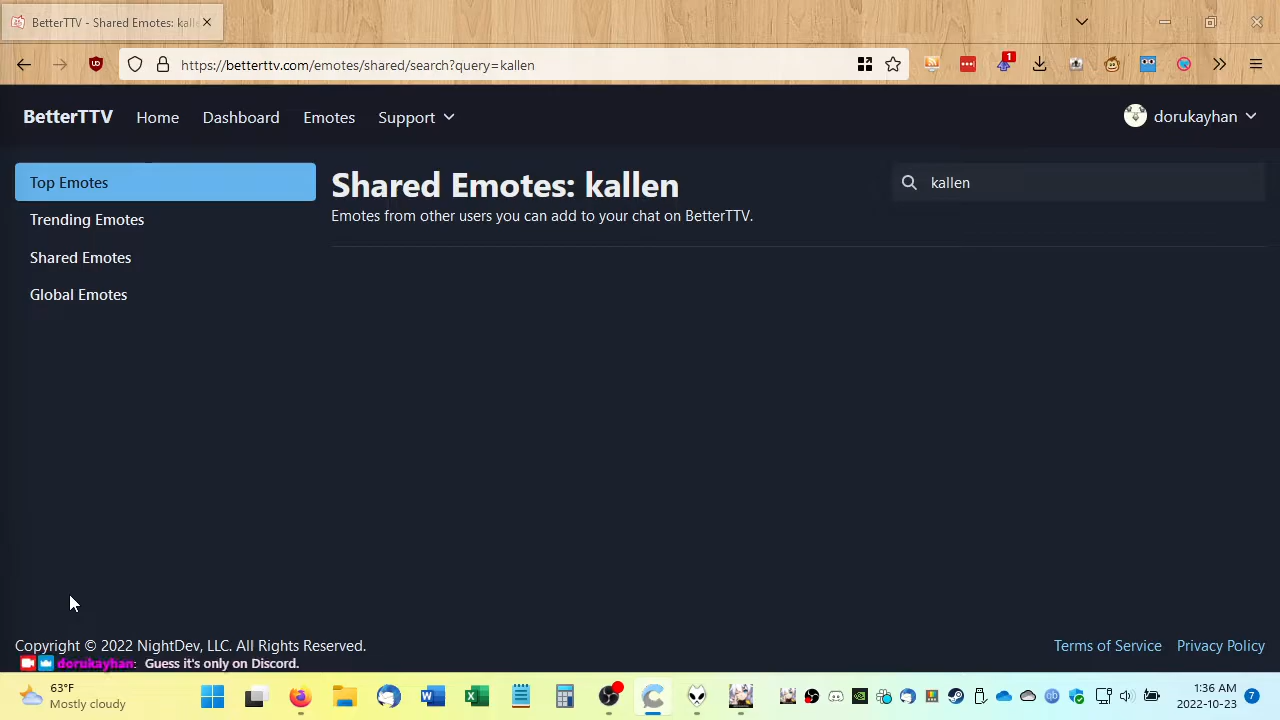 BetterTTV - Shared Emotes: kall
https://betterttv.com/emotes/shared/search?query=kallen
1
BetterTTV Home Dashboard Emotes Support dorukayhan
Top Emotes
Trending Emotes
Shared Emotes
Global Emotes
Shared Emotes: kallen
Emotes from other users you can add to your chat on BetterTTV.
kallen
Copyright © 2022 NightDev, LLC. All Rights Reserved.
Terms of Service Privacy Policy
dorukayhan: Guess it's only on Discord.
63°F
Mostly cloudy
1:36 AM
2022-10-23
7